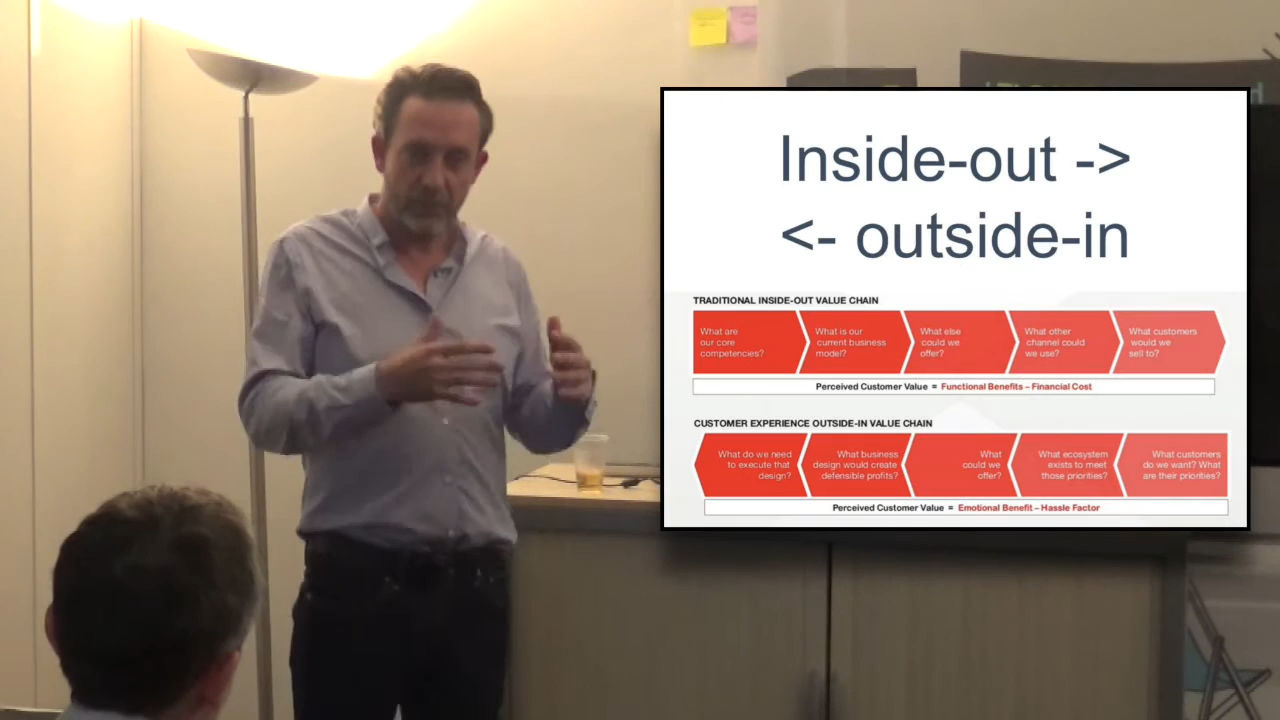 Inside-out ->
<- outside-in
TRADITIONAL INSIDE-OUT VALUE CHAIN
What are
our core
competencies?
What is our
current business
model?
What else
could we
offer?
What other
channel could
we use?
What customers
would we
sell to?
Perceived Customer Value = Functional Benefits – Financial Cost
CUSTOMER EXPERIENCE OUTSIDE-IN VALUE CHAIN
What do we need
to execute that
design?
What business
design would create
defensible profits?
What
could we
offer?
What ecosystem
exists to meet
those priorities?
What customers
do we want? What
are their priorities?
Perceived Customer Value = Emotional Benefit – Hassle Factor